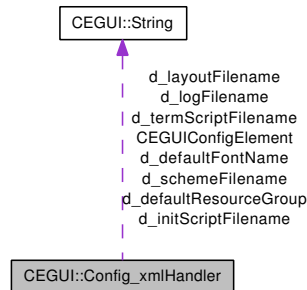 CEGUI::String
d_layoutFilename
d_logFilename
d_termScriptFilename
CEGUIConfigElement
d_defaultFontName
d_schemeFilename
d_defaultResourceGroup
d_initScriptFilename
CEGUI::Config_xmlHandler